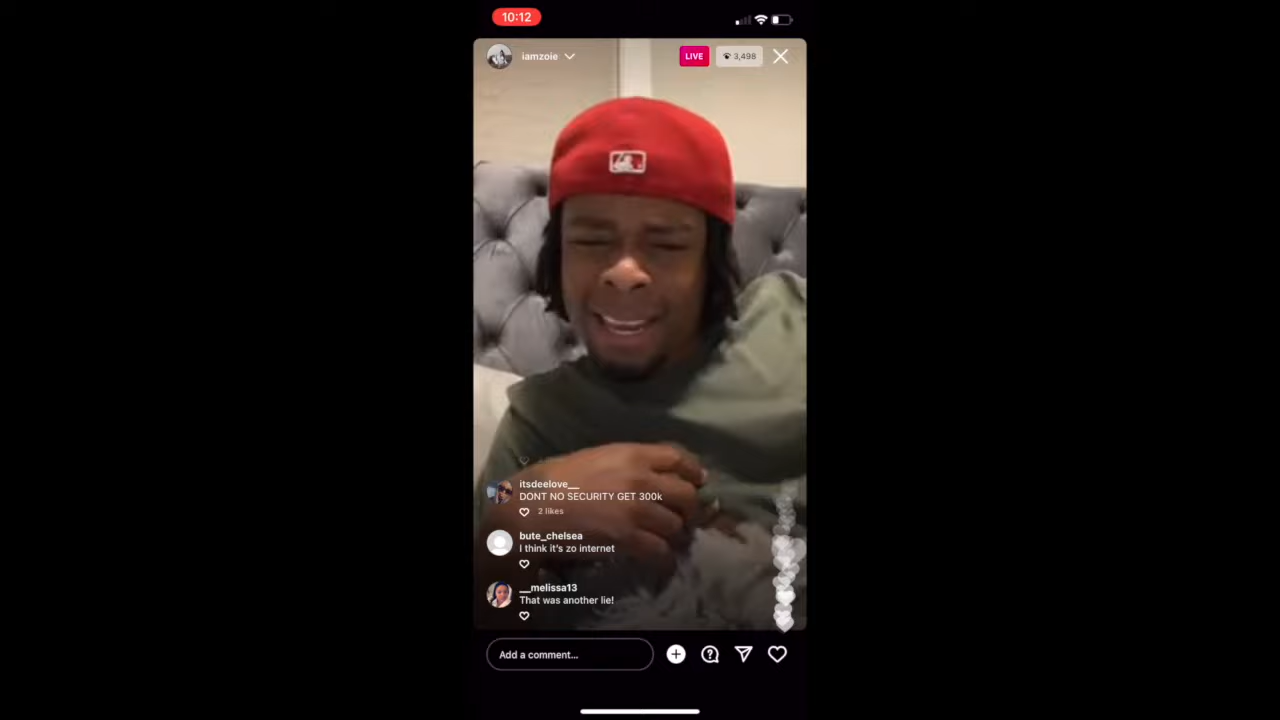 10:12
iamzoie
LIVE
3,498
itsdeelove__
DONT NO SECURITY GET 300k
2 likes
bute_chelsea
I think it's zo internet
__melissa13
That was another lie!
Add a comment...